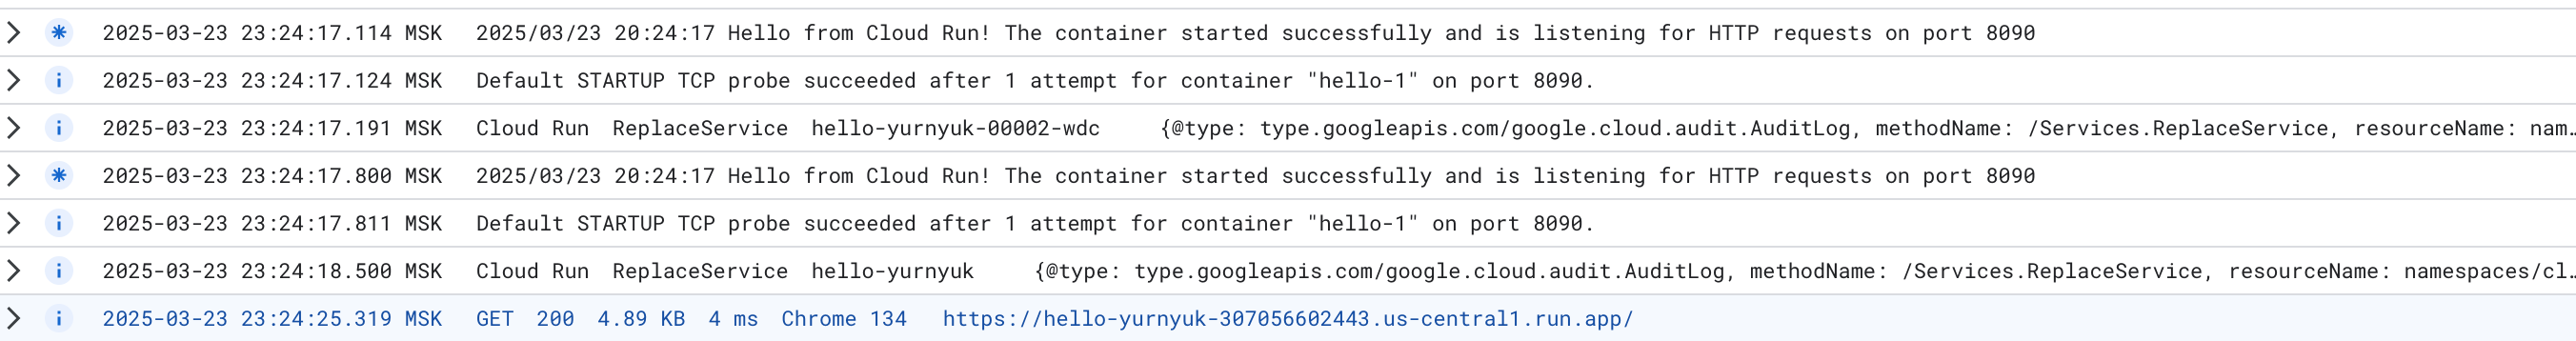 2025-03-23 23:24:17.114 MSK 2025/03/23 20:24:17 Hello from Cloud Run! The container started successfully and is listening for HTTP requests on port 8090
2025-03-23 23:24:17.124 MSK Default STARTUP TCP probe succeeded after 1 attempt for container "hello-1" on port 8090.
2025-03-23 23:24:17.191 MSK Cloud Run ReplaceService hello-yurnyuk-00002-wdc {@type: type.googleapis.com/google.cloud.audit.AuditLog, methodName: /Services.ReplaceService, resourceName: nam…
2025-03-23 23:24:17.800 MSK 2025/03/23 20:24:17 Hello from Cloud Run! The container started successfully and is listening for HTTP requests on port 8090
2025-03-23 23:24:17.811 MSK Default STARTUP TCP probe succeeded after 1 attempt for container "hello-1" on port 8090.
2025-03-23 23:24:18.500 MSK Cloud Run ReplaceService hello-yurnyuk {@type: type.googleapis.com/google.cloud.audit.AuditLog, methodName: /Services.ReplaceService, resourceName: namespaces/cl…
2025-03-23 23:24:25.319 MSK GET 200 4.89 KB 4 ms Chrome 134 https://hello-yurnyuk-307056602443.us-central1.run.app/